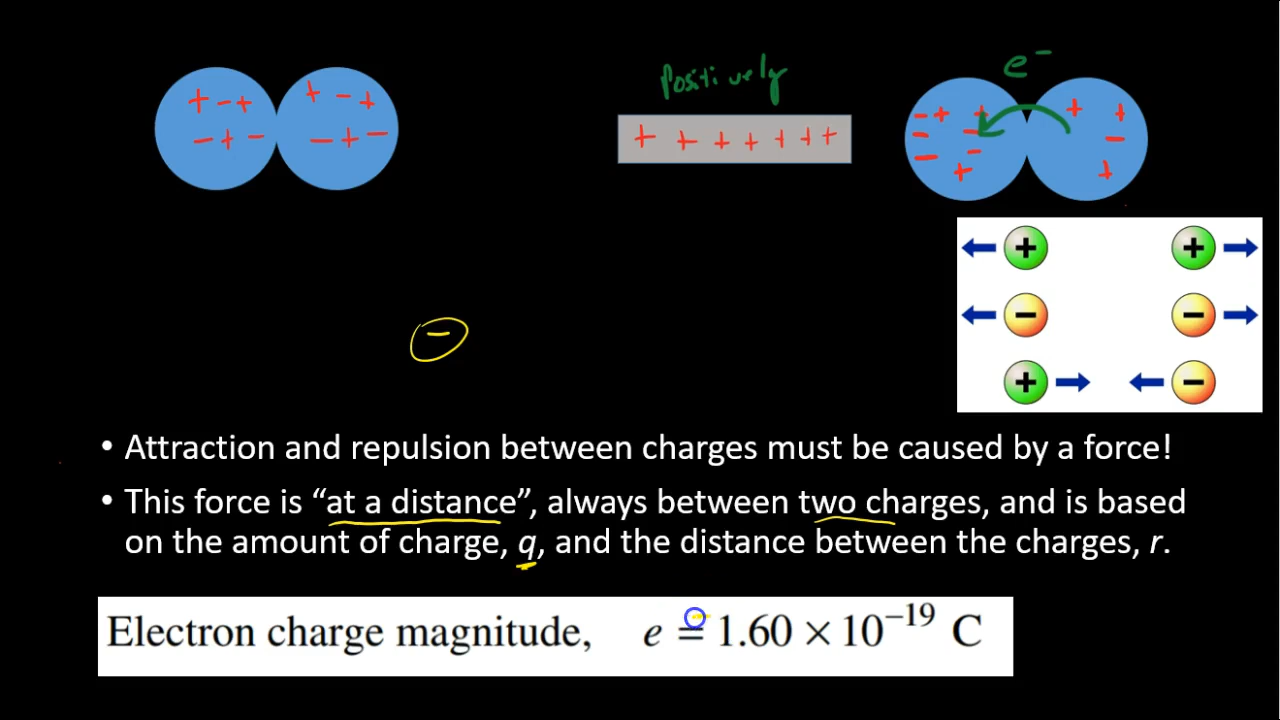 + - + + - +
- + - - + -
Positively
+ + + + + + +
e⁻
- + + + +
- - -
- - + +
+ +
- -
+ -
-
• Attraction and repulsion between charges must be caused by a force!
• This force is “at a distance”, always between two charges, and is based
on the amount of charge, q, and the distance between the charges, r.
Electron charge magnitude, e = 1.60 × 10⁻¹⁹ C